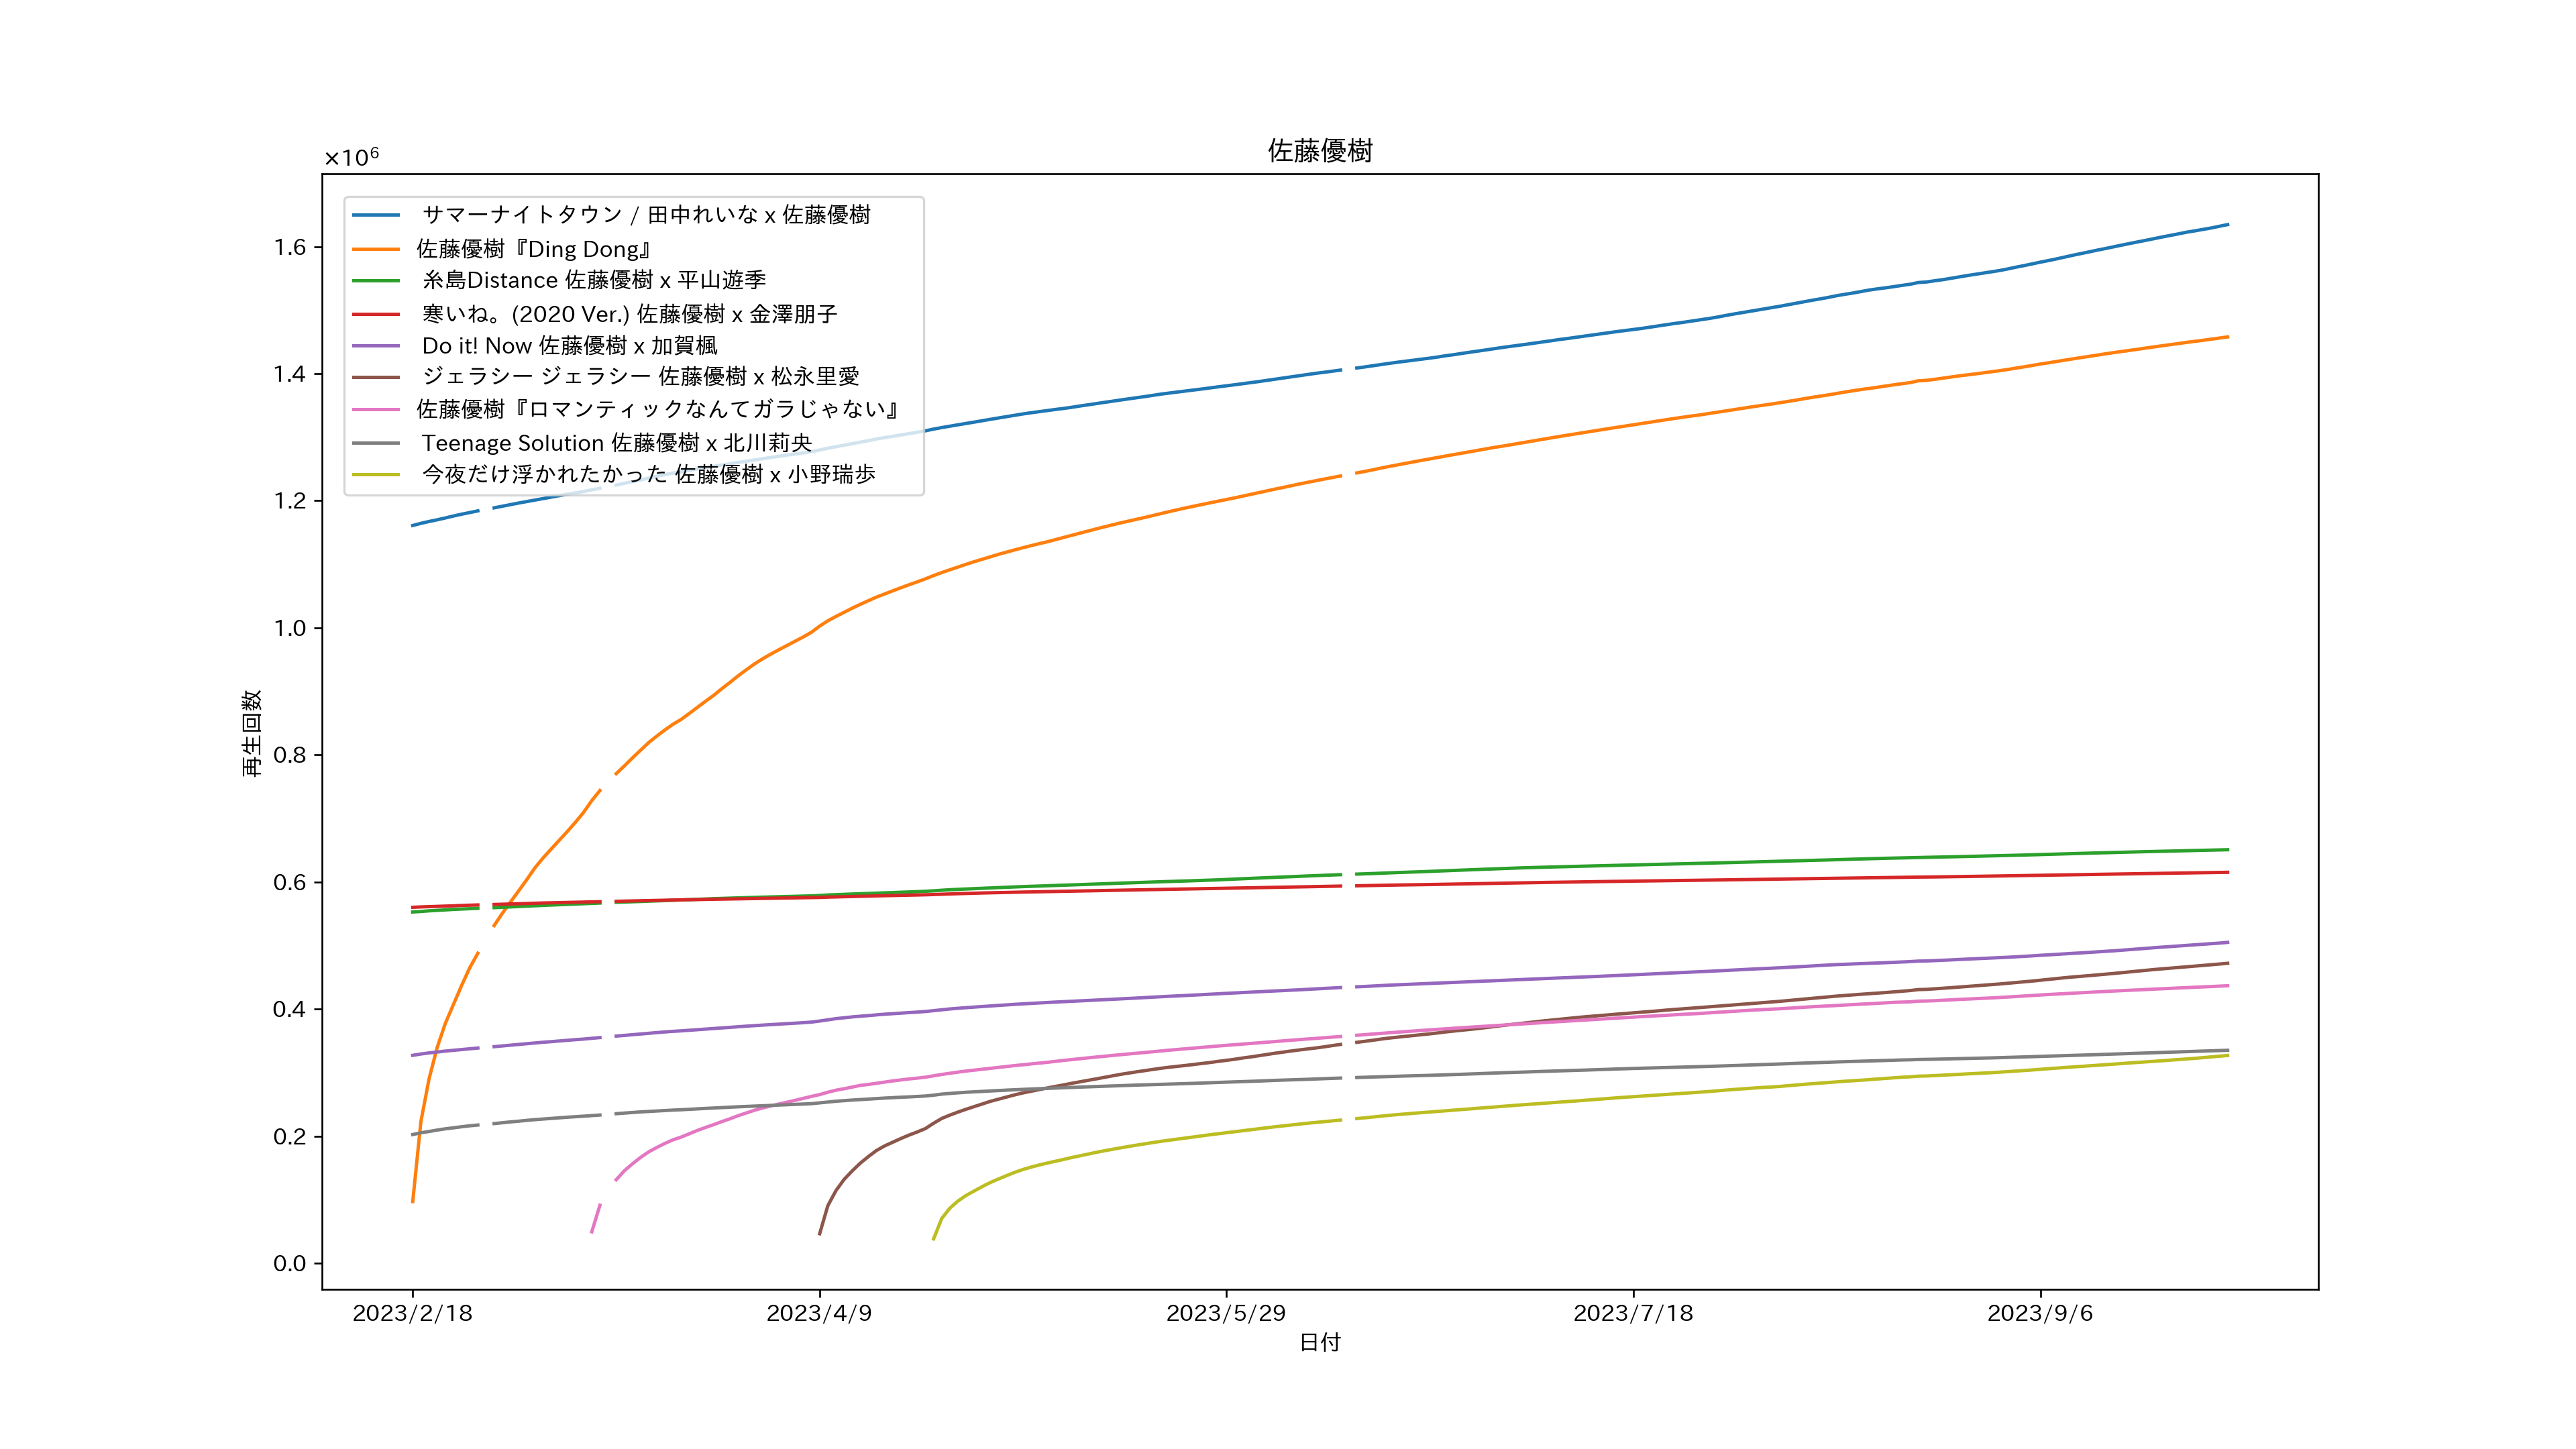 佐藤優樹
×10⁶
サマーナイトタウン / 田中れいな x 佐藤優樹
佐藤優樹『Ding Dong』
糸島Distance 佐藤優樹 x 平山遊季
寒いね。(2020 Ver.) 佐藤優樹 x 金澤朋子
Do it! Now 佐藤優樹 x 加賀楓
ジェラシー ジェラシー 佐藤優樹 x 松永里愛
佐藤優樹『ロマンティックなんてガラじゃない』
Teenage Solution 佐藤優樹 x 北川莉央
今夜だけ浮かれたかった 佐藤優樹 x 小野瑞歩
1.6
1.4
1.2
1.0
0.8
0.6
0.4
0.2
0.0
再生回数
2023/2/18
2023/4/9
2023/5/29
2023/7/18
2023/9/6
日付